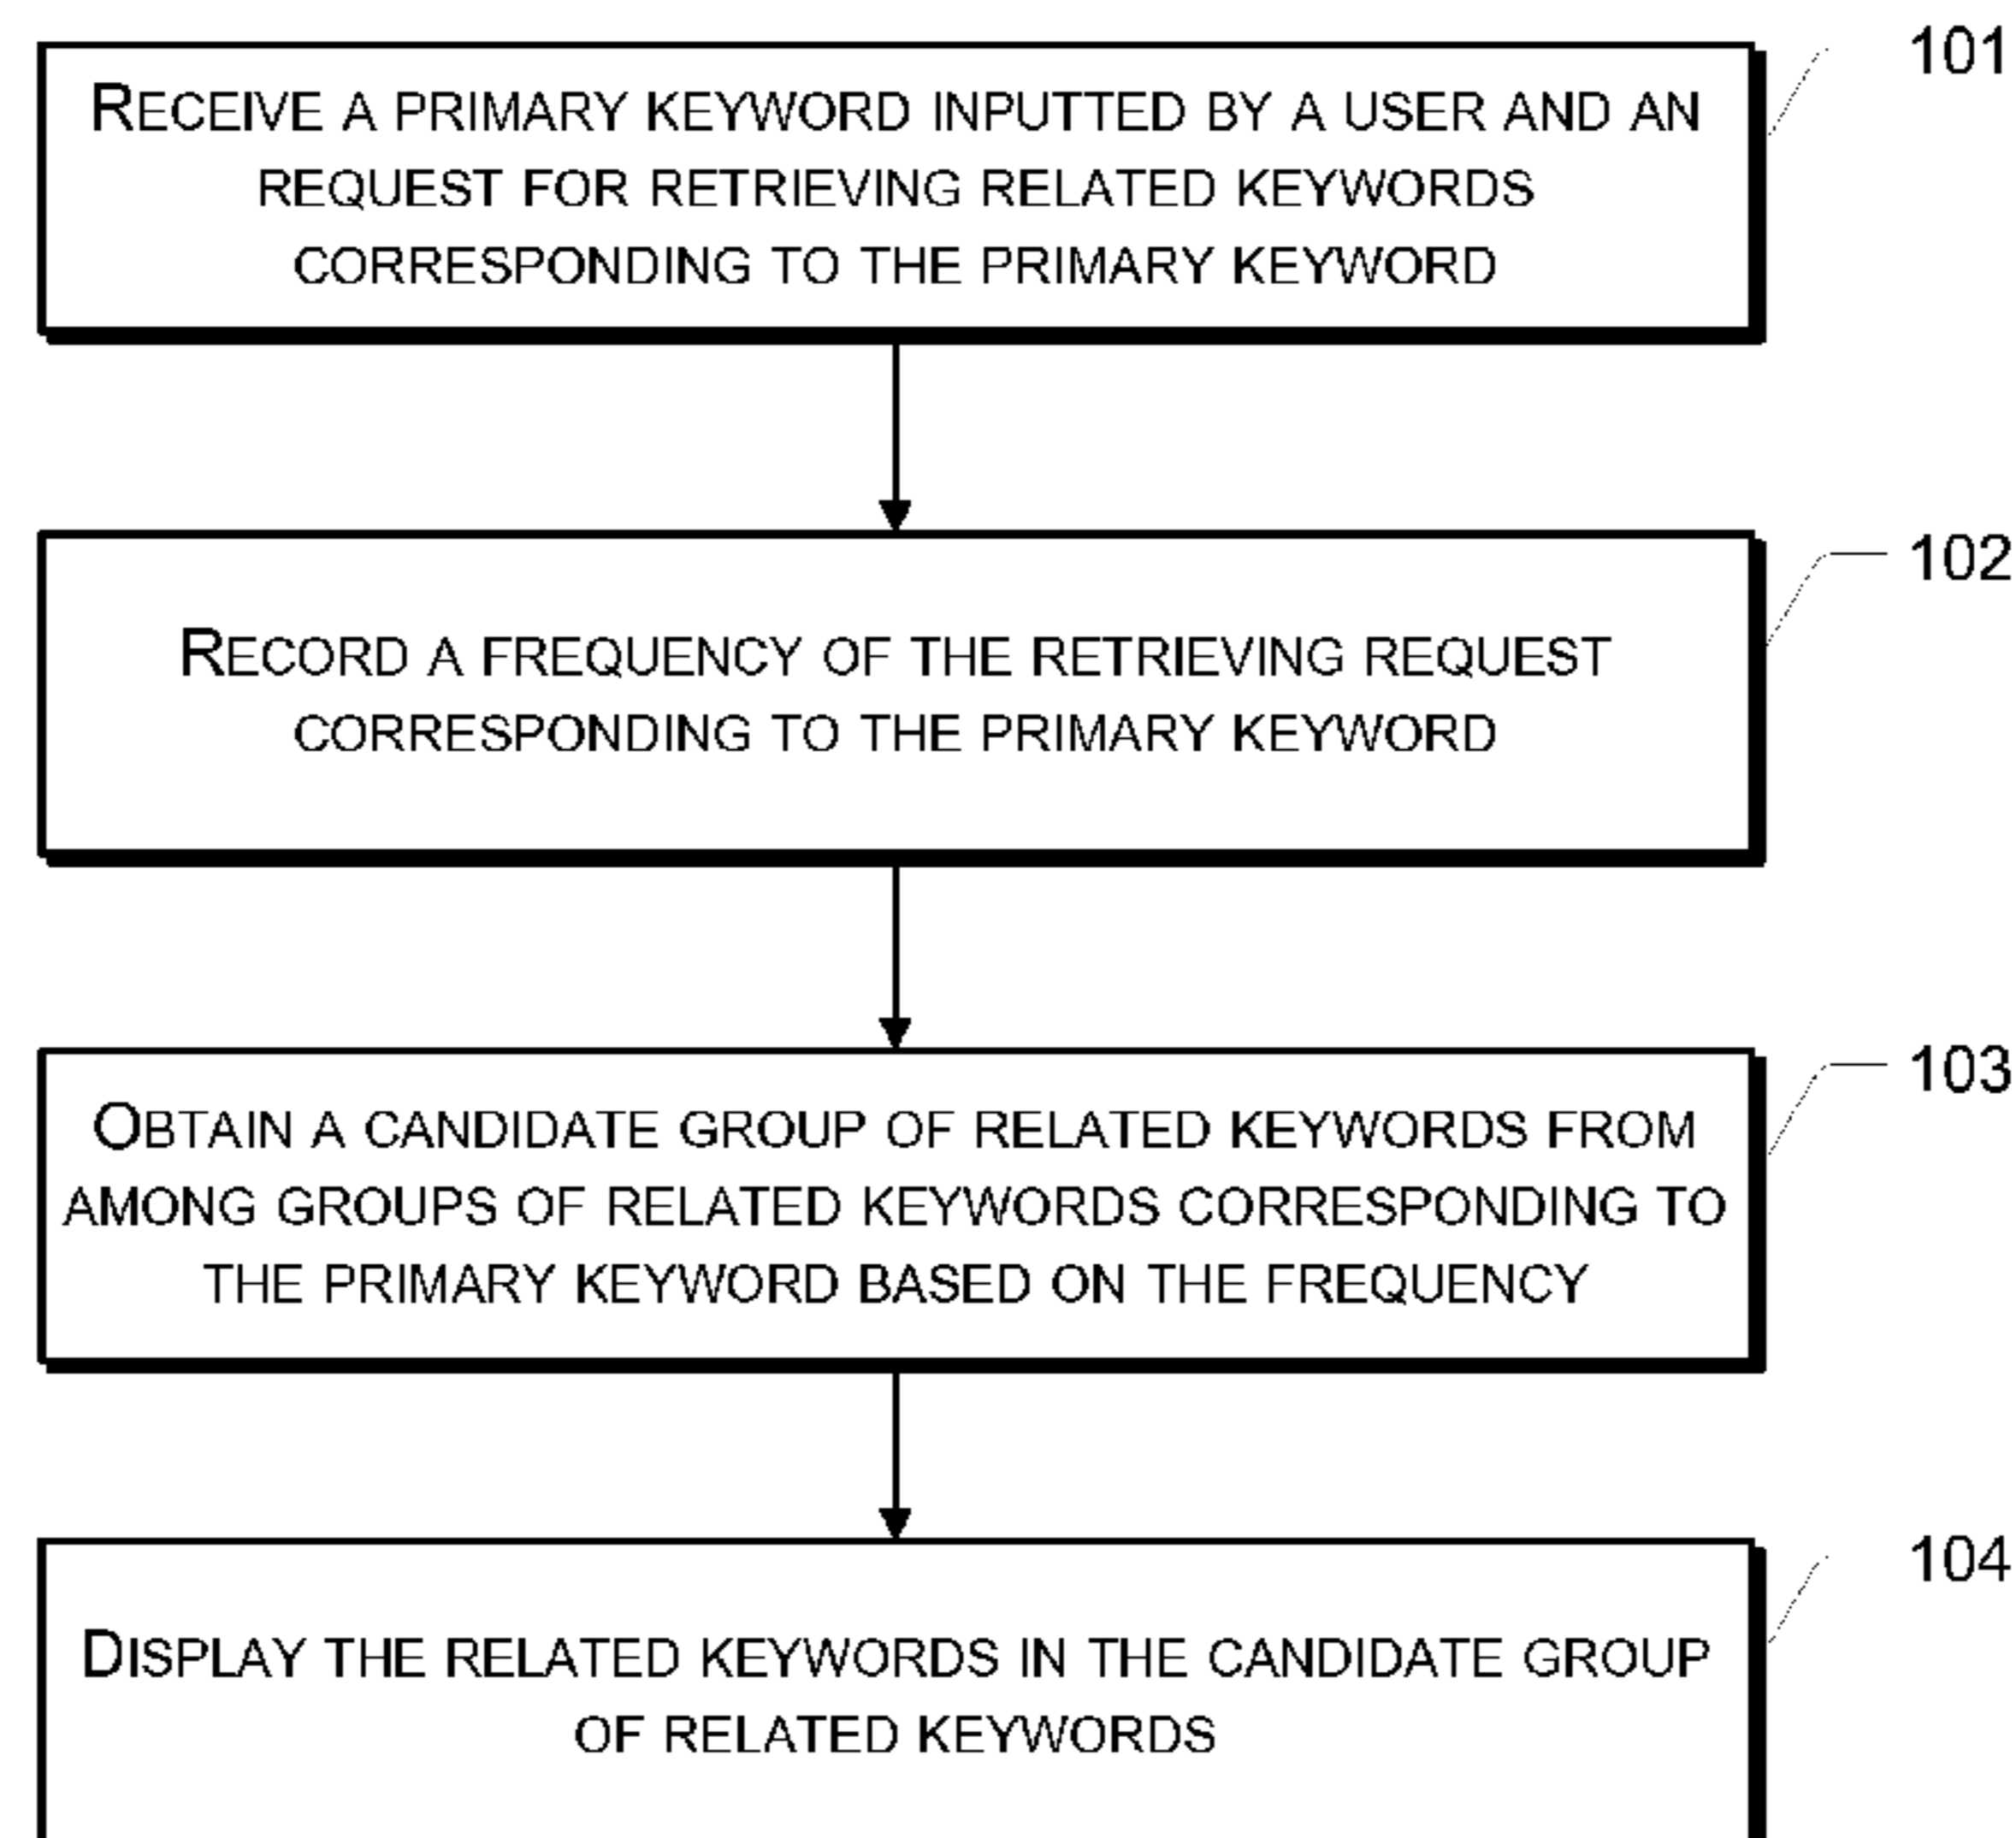 101
RECEIVE A PRIMARY KEYWORD INPUTTED BY A USER AND AN
REQUEST FOR RETRIEVING RELATED KEYWORDS
CORRESPONDING TO THE PRIMARY KEYWORD
102
RECORD A FREQUENCY OF THE RETRIEVING REQUEST
CORRESPONDING TO THE PRIMARY KEYWORD
103
OBTAIN A CANDIDATE GROUP OF RELATED KEYWORDS FROM
AMONG GROUPS OF RELATED KEYWORDS CORRESPONDING TO
THE PRIMARY KEYWORD BASED ON THE FREQUENCY
104
DISPLAY THE RELATED KEYWORDS IN THE CANDIDATE GROUP
OF RELATED KEYWORDS